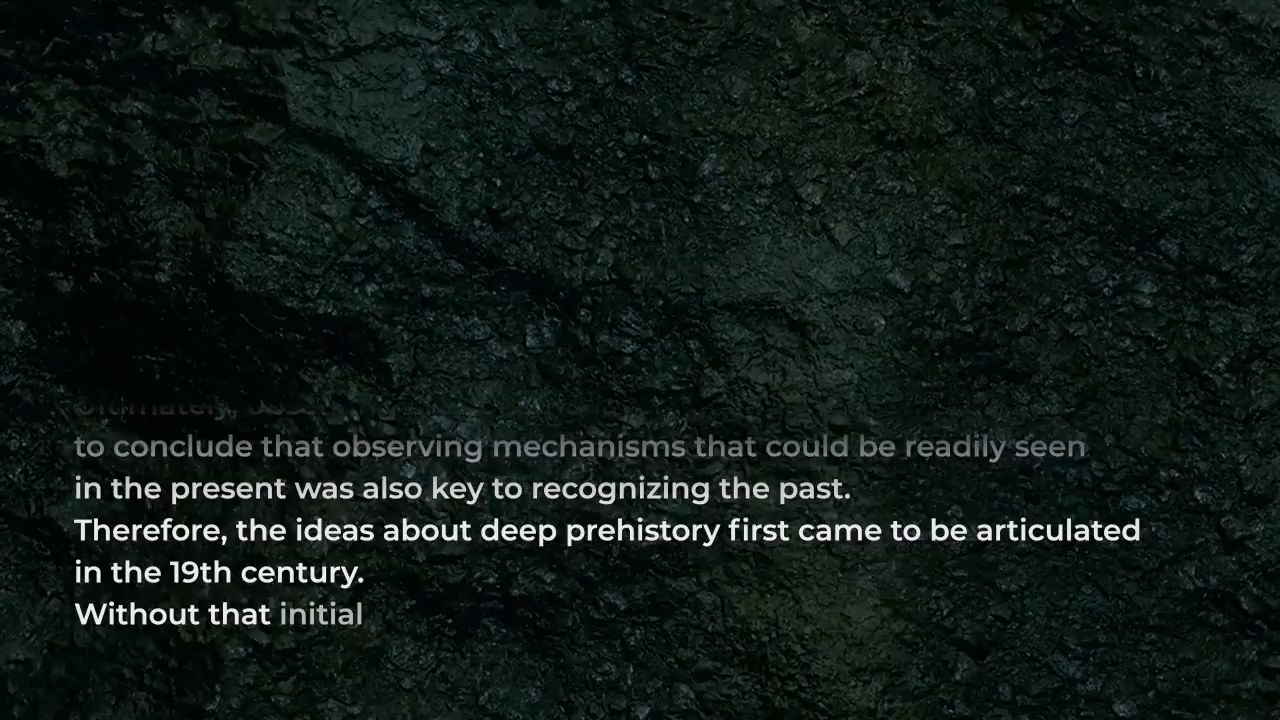 to conclude that observing mechanisms that could be readily seen
in the present was also key to recognizing the past.
Therefore, the ideas about deep prehistory first came to be articulated
in the 19th century.
Without that initial